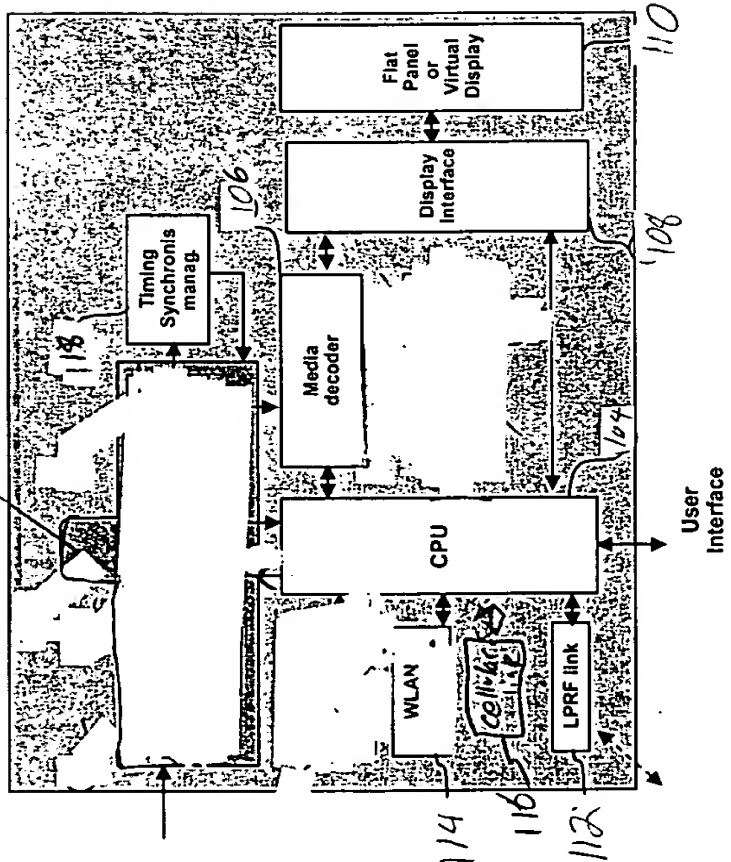 110
Flat
Panel
or
Virtual
Display
Display
Interface
108
106
Timing
Synchronis
manag.
118
Media
decoder
104
CPU
User
Interface
WLAN
cellular
link
LPRF link
114
116
112